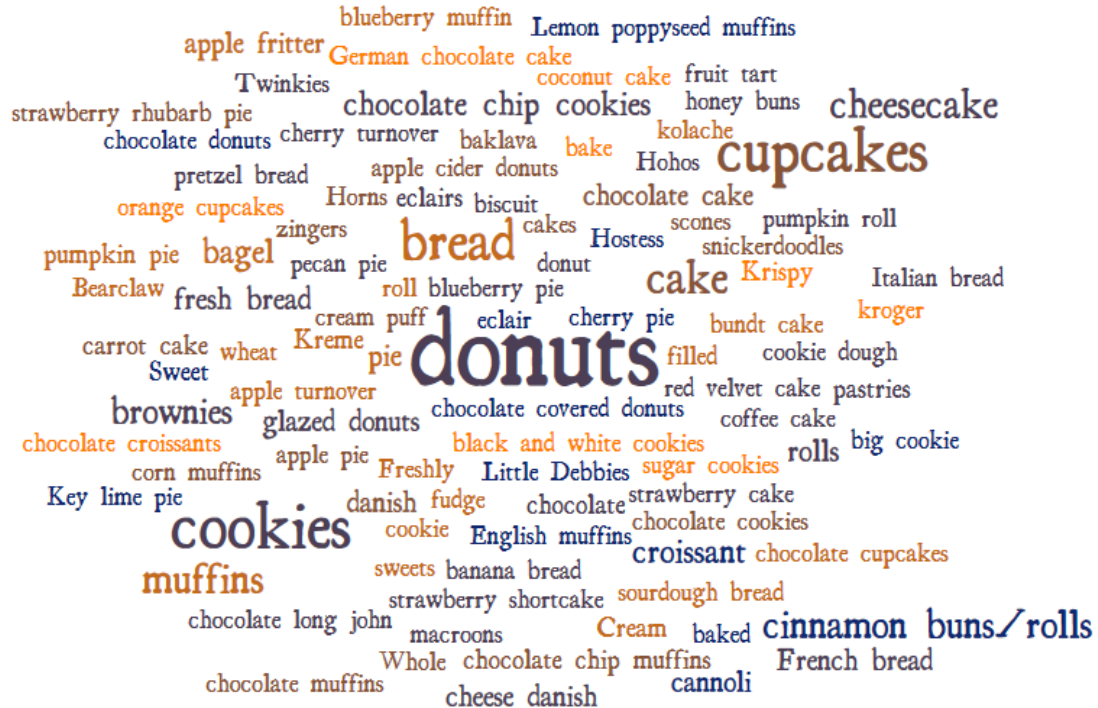 blueberry muffin
Lemon poppyseed muffins
apple fritter
German chocolate cake
Twinkies
coconut cake
fruit tart
strawberry rhubarb pie
chocolate chip cookies
honey buns
cheesecake
chocolate donuts
cherry turnover
baklava
bake
kolache
Hohos
cupcakes
pretzel bread
apple cider donuts
orange cupcakes
Horns
eclairs
biscuit
chocolate cake
zingers
cakes
Hostess
scones
pumpkin roll
pumpkin pie
bagel
bread
snickerdoodles
pecan pie
donut
cake
Krispy
Italian bread
Bearclaw
fresh bread
roll
blueberry pie
kroger
cream puff
eclair
cherry pie
bundt cake
carrot cake
wheat
Kreme
pie
donuts
filled
cookie dough
Sweet
apple turnover
red velvet cake
pastries
brownies
glazed donuts
chocolate covered donuts
coffee cake
chocolate croissants
black and white cookies
rolls
big cookie
corn muffins
apple pie
Freshly
Little Debbies
sugar cookies
Key lime pie
danish
fudge
chocolate
strawberry cake
cookies
cookie
English muffins
chocolate cookies
croissant
chocolate cupcakes
muffins
sweets
banana bread
strawberry shortcake
sourdough bread
chocolate long john
macroons
Cream
baked
cinnamon buns/rolls
Whole
chocolate chip muffins
French bread
chocolate muffins
cheese danish
cannoli